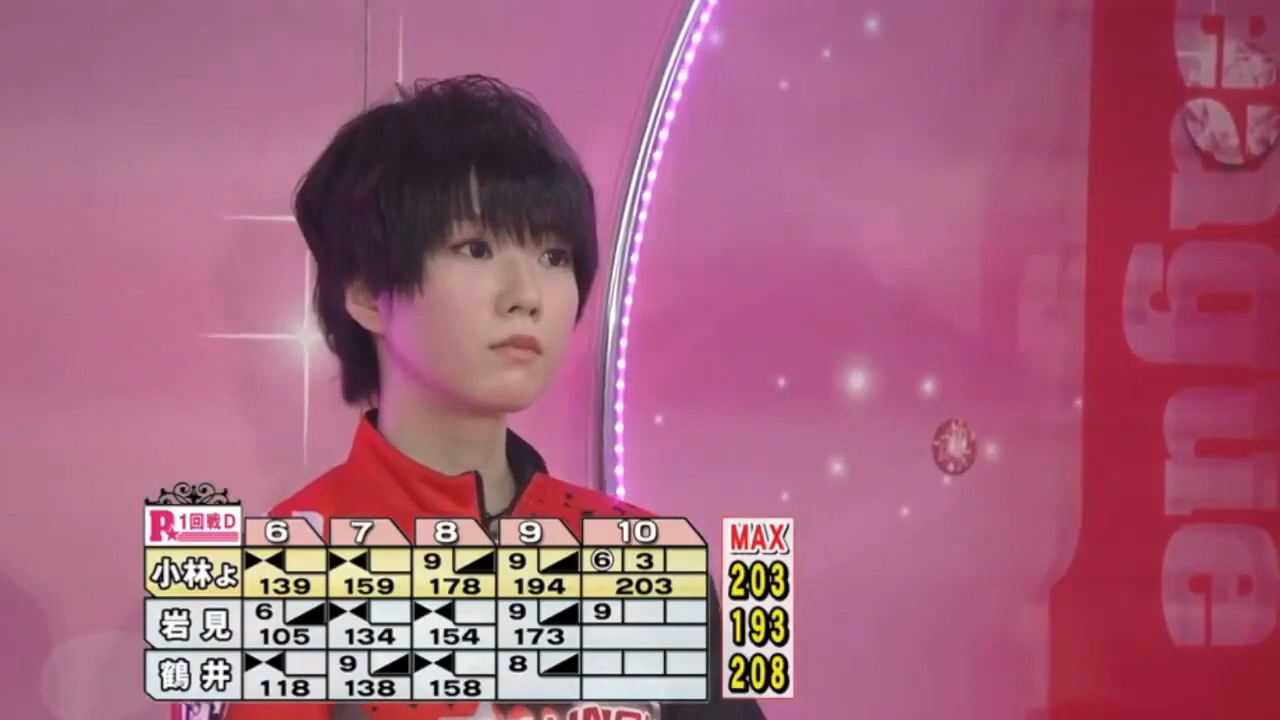 R★1回戦D 6 7 8 9 10 MAX
小林よ 9 9 ⑥ 3
139 159 178 194 203 203
岩見 6 9 9
105 134 154 173 193
鶴井 9 8
118 138 158 208
League